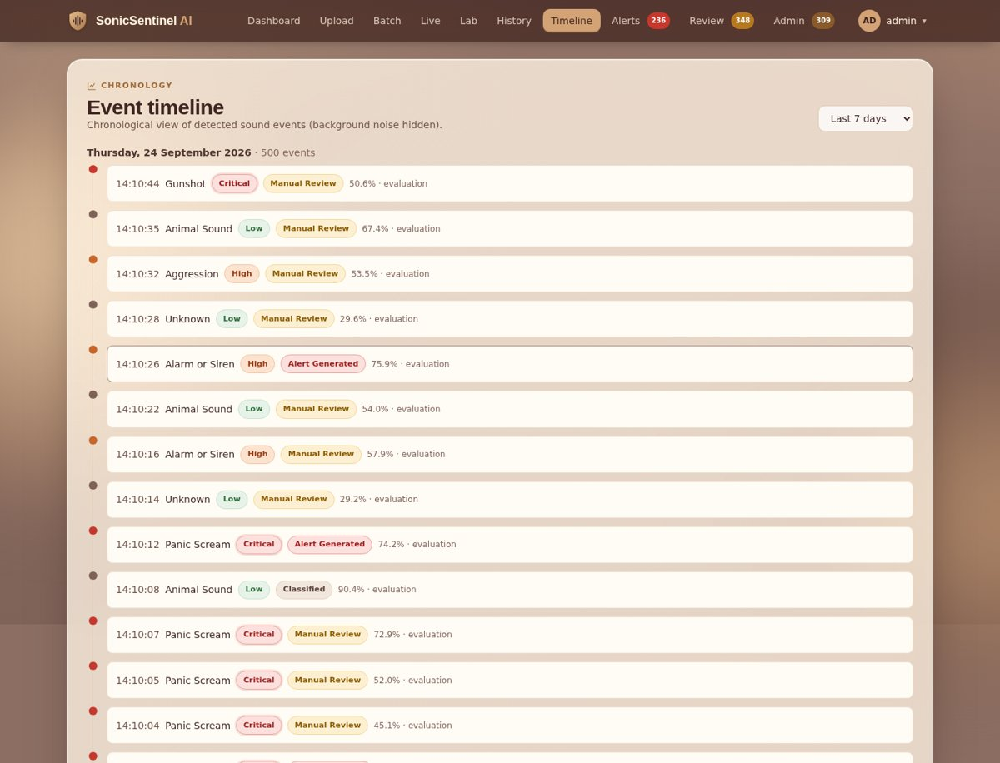 SonicSentinel AI Dashboard Upload Batch Live Lab History Timeline Alerts 236 Review 348 Admin 309 AD admin
CHRONOLOGY
Event timeline
Chronological view of detected sound events (background noise hidden).
Last 7 days
Thursday, 24 September 2026 · 500 events
14:10:44 Gunshot Critical Manual Review 50.6% · evaluation
14:10:35 Animal Sound Low Manual Review 67.4% · evaluation
14:10:32 Aggression High Manual Review 53.5% · evaluation
14:10:28 Unknown Low Manual Review 29.6% · evaluation
14:10:26 Alarm or Siren High Alert Generated 75.9% · evaluation
14:10:22 Animal Sound Low Manual Review 54.0% · evaluation
14:10:16 Alarm or Siren High Manual Review 57.9% · evaluation
14:10:14 Unknown Low Manual Review 29.2% · evaluation
14:10:12 Panic Scream Critical Alert Generated 74.2% · evaluation
14:10:08 Animal Sound Low Classified 90.4% · evaluation
14:10:07 Panic Scream Critical Manual Review 72.9% · evaluation
14:10:05 Panic Scream Critical Manual Review 52.0% · evaluation
14:10:04 Panic Scream Critical Manual Review 45.1% · evaluation